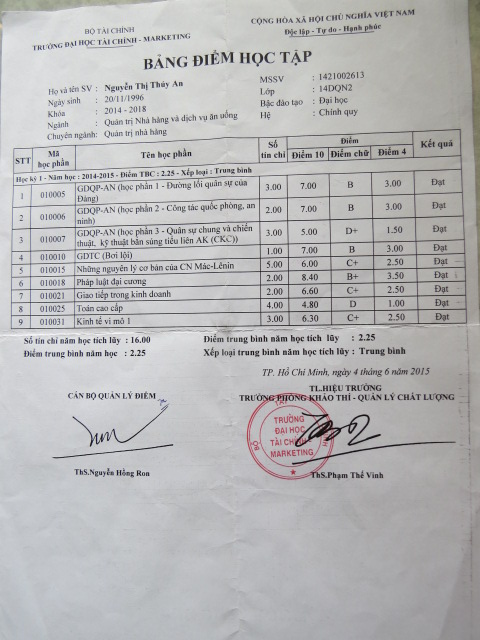 BỘ TÀI CHÍNH
TRƯỜNG ĐẠI HỌC TÀI CHÍNH - MARKETING
CỘNG HÒA XÃ HỘI CHỦ NGHĨA VIỆT NAM
Độc lập - Tự do - Hạnh phúc
BẢNG ĐIỂM HỌC TẬP
Họ và tên SV : Nguyễn Thị Thúy An
MSSV : 1421002613
Ngày sinh : 20/11/1996
Lớp : 14DQN2
Khóa : 2014 - 2018
Bậc đào tạo : Đại học
Ngành : Quản trị Nhà hàng và dịch vụ ăn uống
Hệ : Chính quy
Chuyên ngành: Quản trị nhà hàng
STT Mã học phần Tên học phần Số tín chỉ Điểm Kết quả
Điểm 10 Điểm chữ Điểm 4
Học kỳ 1 - Năm học : 2014-2015 - Điểm TBC : 2.25 - Xếp loại : Trung bình
1 010005 GDQP-AN (học phần 1 - Đường lối quân sự của Đảng) 3.00 7.00 B 3.00 Đạt
2 010006 GDQP-AN (học phần 2 - Công tác quốc phòng, an ninh) 2.00 7.00 B 3.00 Đạt
3 010007 GDQP-AN (học phần 3 - Quân sự chung và chiến thuật, kỹ thuật bắn súng tiểu liên AK (CKC)) 3.00 5.00 D+ 1.50 Đạt
4 010010 GDTC (Bơi lội) 1.00 7.00 B 3.00 Đạt
5 010015 Những nguyên lý cơ bản của CN Mác-Lênin 5.00 6.00 C+ 2.50 Đạt
6 010018 Pháp luật đại cương 2.00 8.40 B+ 3.50 Đạt
7 010021 Giao tiếp trong kinh doanh 2.00 6.60 C+ 2.50 Đạt
8 010025 Toán cao cấp 4.00 4.80 D 1.00 Đạt
9 010031 Kinh tế vi mô 1 3.00 6.30 C+ 2.50 Đạt
Số tín chỉ năm học tích lũy : 16.00
Điểm trung bình năm học tích lũy : 2.25
Điểm trung bình năm học : 2.25
Xếp loại trung bình năm học tích lũy : Trung bình
TP. Hồ Chí Minh, ngày 4 tháng 6 năm 2015
CÁN BỘ QUẢN LÝ ĐIỂM
TL.HIỆU TRƯỞNG
TRƯỞNG PHÒNG KHẢO THÍ - QUẢN LÝ CHẤT LƯỢNG
TRƯỜNG
ĐẠI HỌC
TÀI CHÍNH
MARKETING
ThS.Nguyễn Hồng Ron
ThS.Phạm Thế Vinh